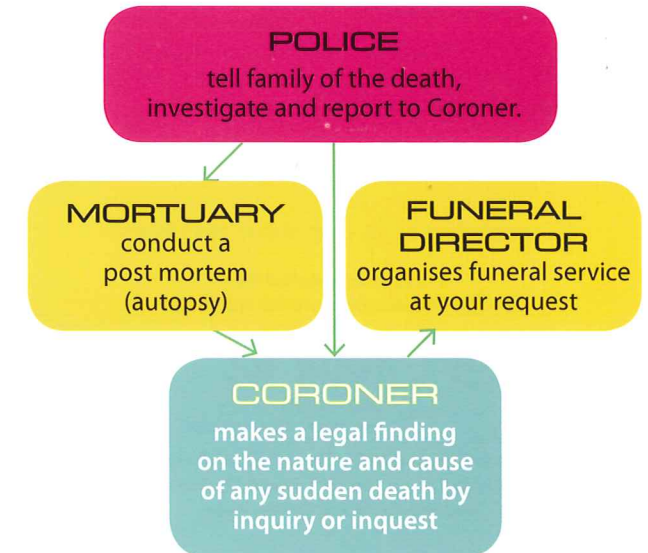 POLICE
tell family of the death,
investigate and report to Coroner.
MORTUARY
conduct a
post mortem
(autopsy)
FUNERAL
DIRECTOR
organises funeral service
at your request
CORONER
makes a legal finding
on the nature and cause
of any sudden death by
inquiry or inquest